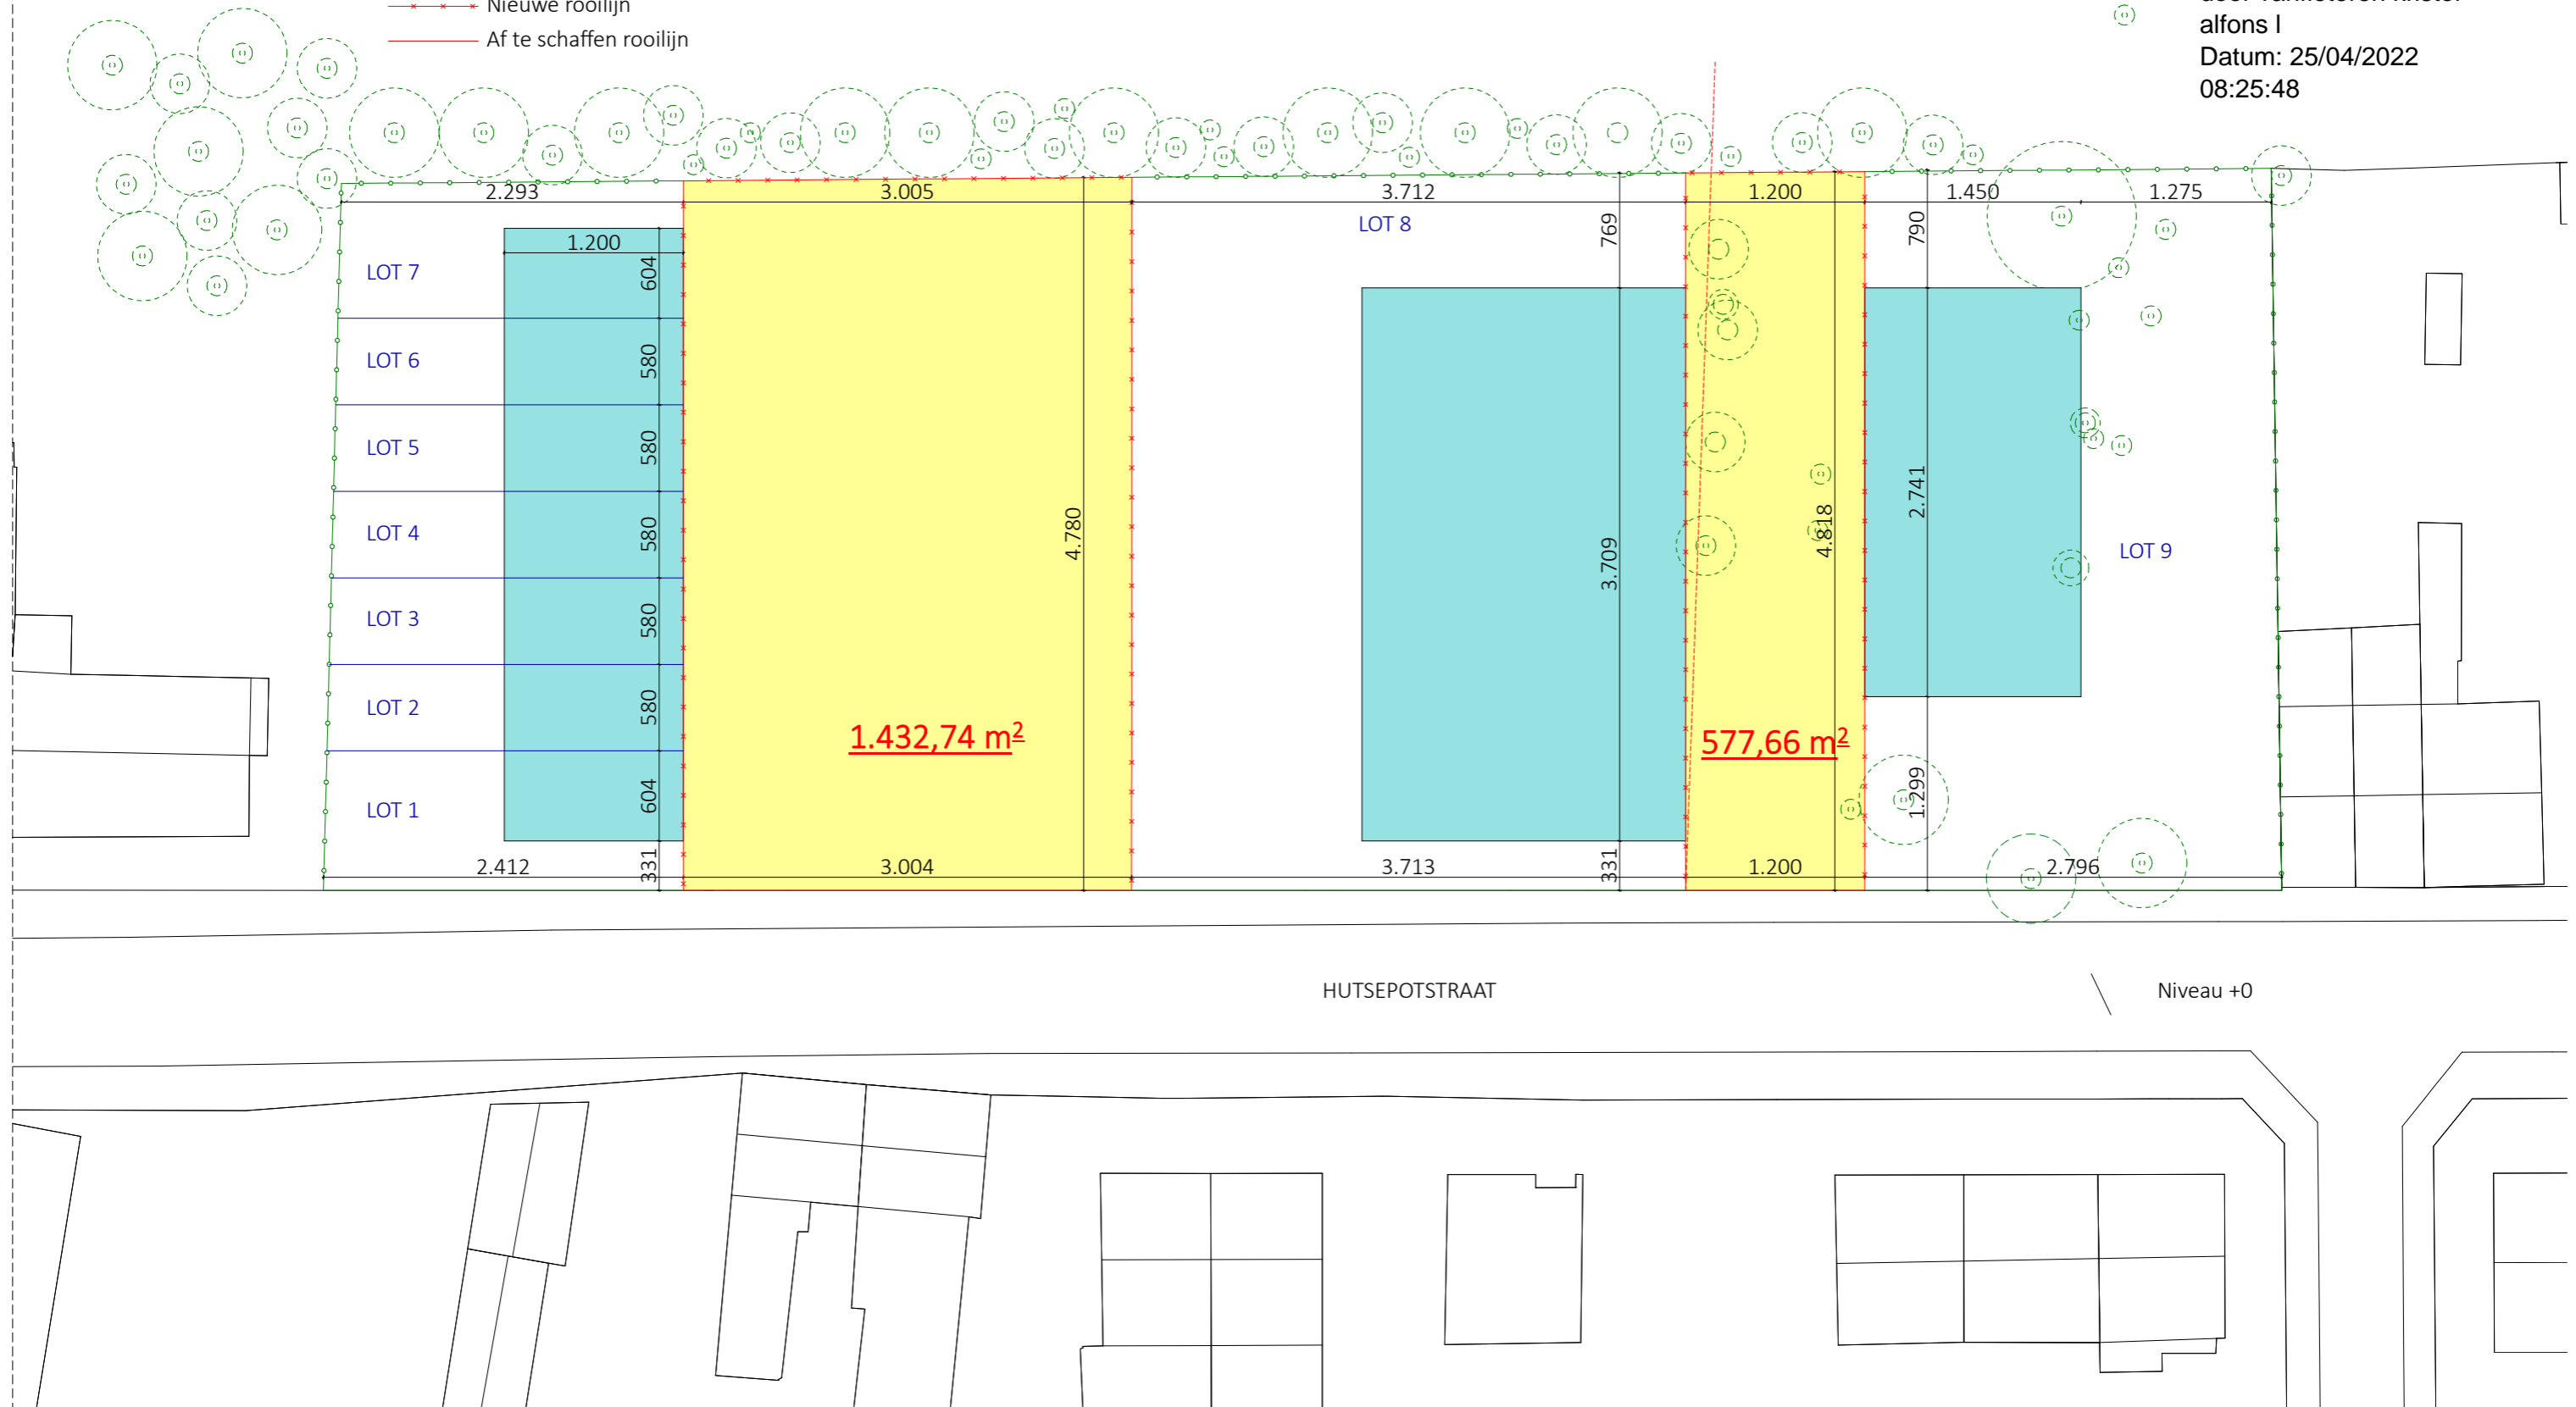 Nieuwe rooilijn
Af te schaffen rooilijn
alfons l
Datum: 25/04/2022
08:25:48
2.293
3.005
3.712
1.200
1.450
1.275
LOT 8
769
790
1.200
604
LOT 7
LOT 6
580
LOT 5
580
LOT 4
580
LOT 3
580
LOT 2
580
LOT 1
604
331
4.780
3.709
4.818
2.741
LOT 9
1.432,74 m²
577,66 m²
1.299
331
2.412
3.004
3.713
1.200
2.796
HUTSEPOTSTRAAT
Niveau +0